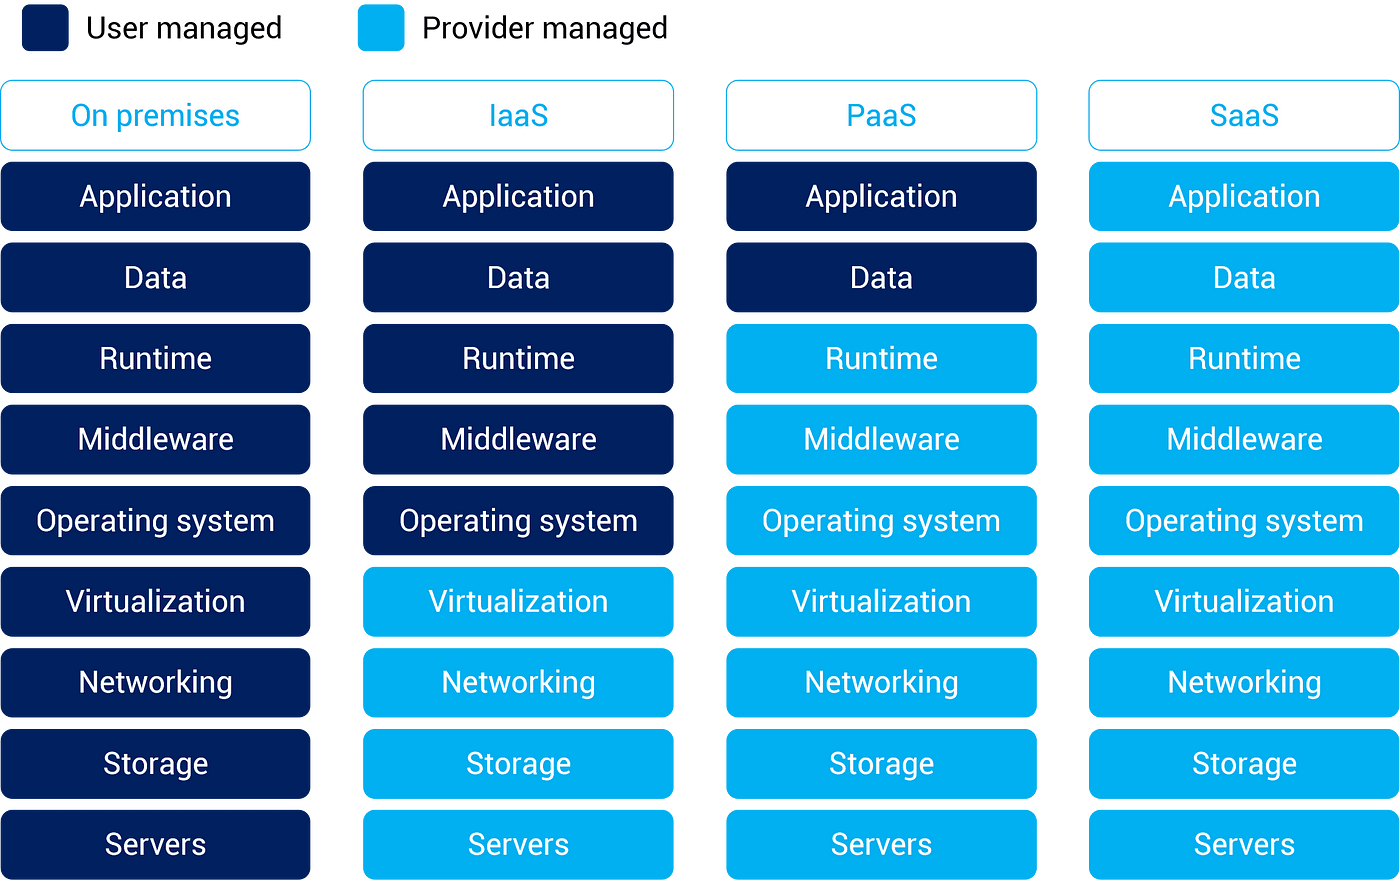 User managed
Provider managed
On premises
IaaS
PaaS
SaaS
Application
Application
Application
Application
Data
Data
Data
Data
Runtime
Runtime
Runtime
Runtime
Middleware
Middleware
Middleware
Middleware
Operating system
Operating system
Operating system
Operating system
Virtualization
Virtualization
Virtualization
Virtualization
Networking
Networking
Networking
Networking
Storage
Storage
Storage
Storage
Servers
Servers
Servers
Servers